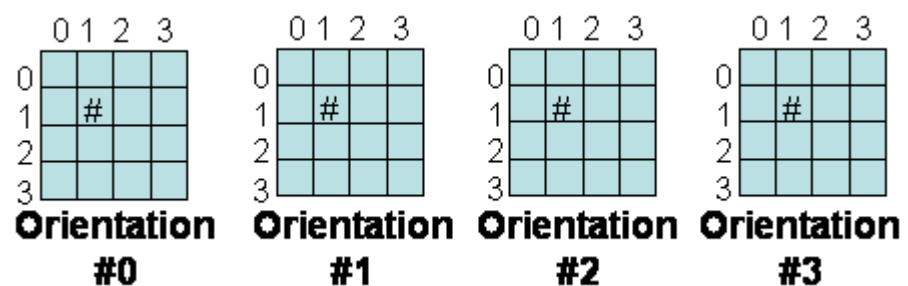 0 1 2 3 0 1 2 3 0 1 2 3 0 1 2 3
0 0 0 0
1 # 1 # 1 # 1 #
2 2 2 2
3 3 3 3
Orientation Orientation Orientation Orientation
#0 #1 #2 #3